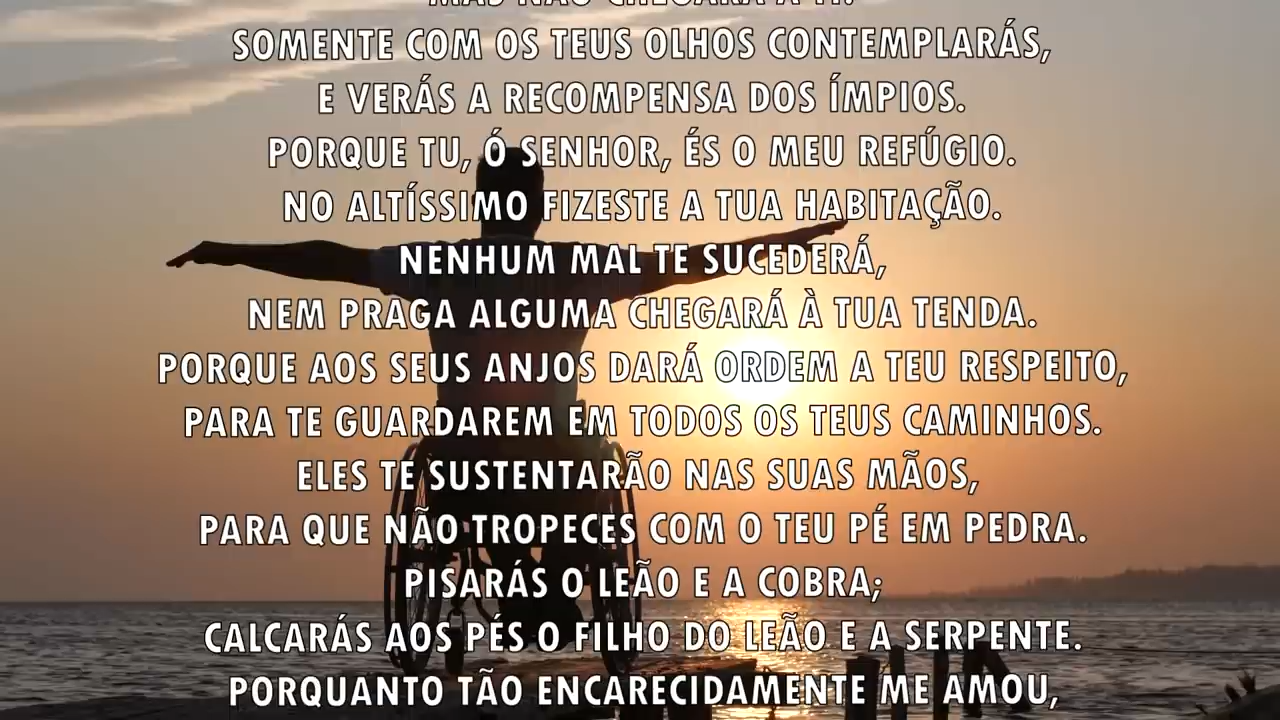 MAS NÃO CHEGARÁ A TI.
SOMENTE COM OS TEUS OLHOS CONTEMPLARÁS,
E VERÁS A RECOMPENSA DOS ÍMPIOS.
PORQUE TU, Ó SENHOR, ÉS O MEU REFÚGIO.
NO ALTÍSSIMO FIZESTE A TUA HABITAÇÃO.
NENHUM MAL TE SUCEDERÁ,
NEM PRAGA ALGUMA CHEGARÁ À TUA TENDA.
PORQUE AOS SEUS ANJOS DARÁ ORDEM A TEU RESPEITO,
PARA TE GUARDAREM EM TODOS OS TEUS CAMINHOS.
ELES TE SUSTENTARÃO NAS SUAS MÃOS,
PARA QUE NÃO TROPECES COM O TEU PÉ EM PEDRA.
PISARÁS O LEÃO E A COBRA;
CALCARÁS AOS PÉS O FILHO DO LEÃO E A SERPENTE.
PORQUANTO TÃO ENCARECIDAMENTE ME AMOU,